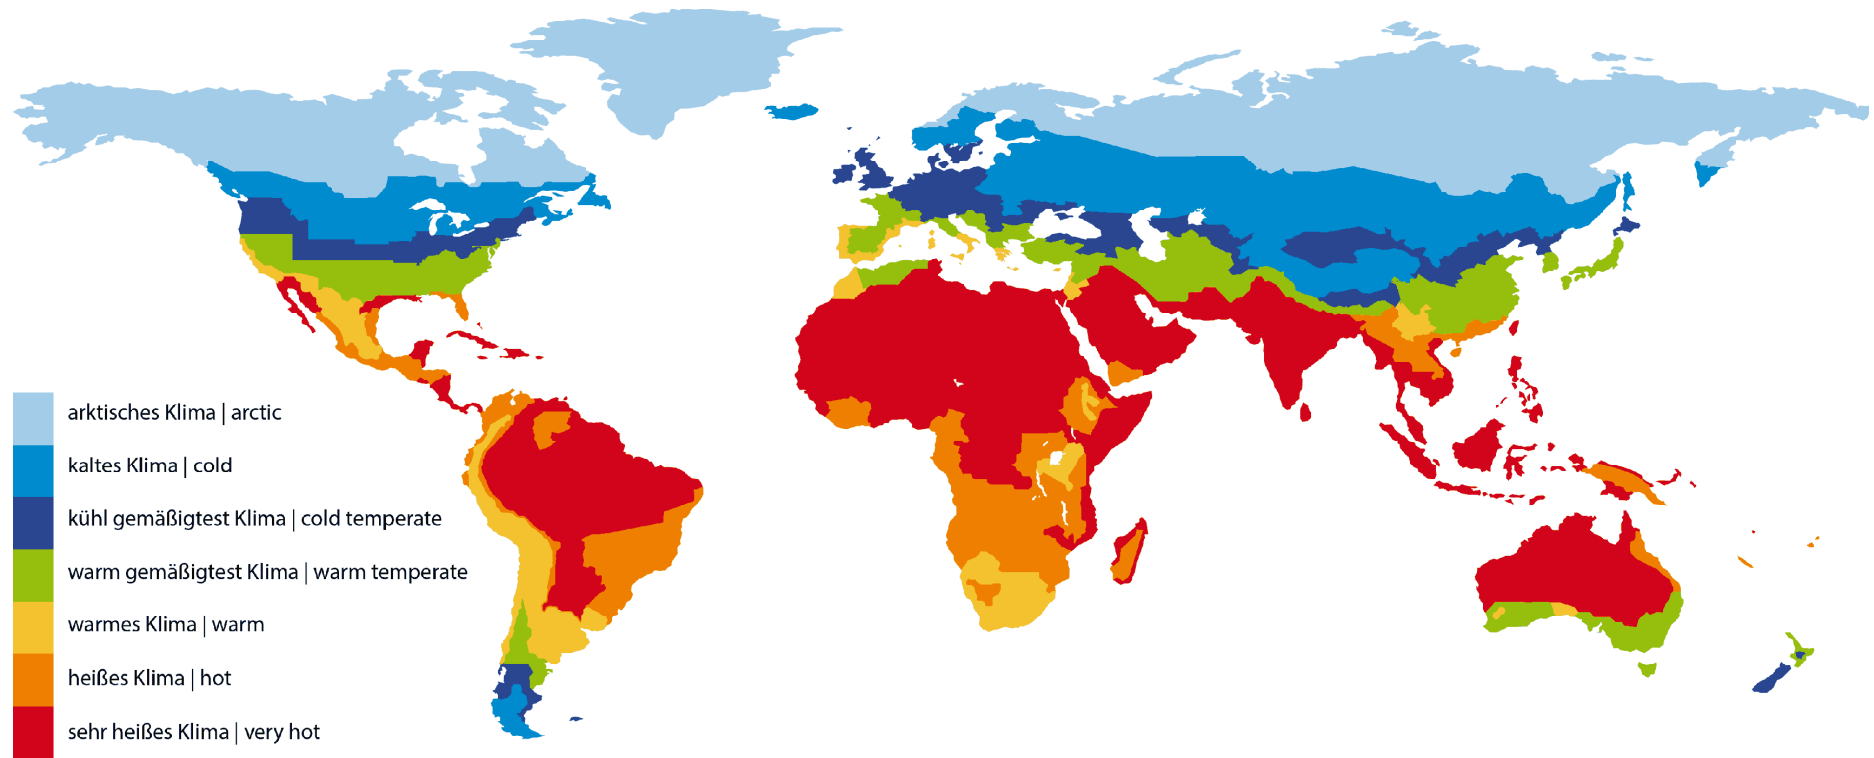 arktisches Klima | arctic
kaltes Klima | cold
kühl gemäßigtest Klima | cold temperate
warm gemäßigtest Klima | warm temperate
warmes Klima | warm
heißes Klima | hot
sehr heißes Klima | very hot